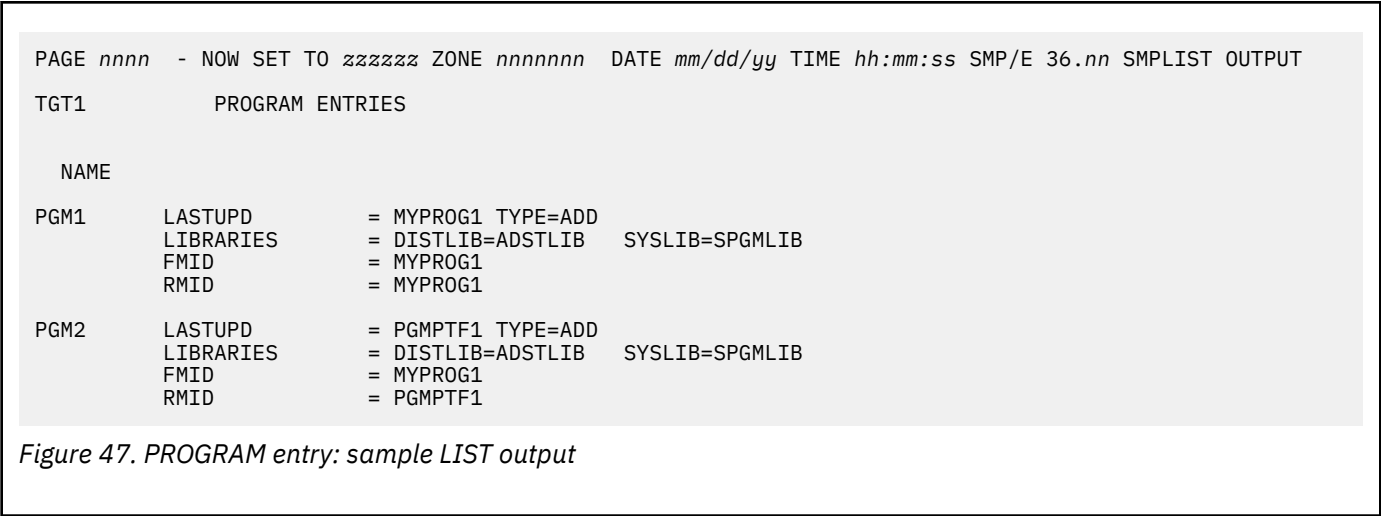 PAGE nnnn - NOW SET TO zzzzzz ZONE nnnnnnn DATE mm/dd/yy TIME hh:mm:ss SMP/E 36.nn SMPLIST OUTPUT
TGT1 PROGRAM ENTRIES
NAME
PGM1 LASTUPD = MYPROG1 TYPE=ADD
LIBRARIES = DISTLIB=ADSTLIB SYSLIB=SPGMLIB
FMID = MYPROG1
RMID = MYPROG1
PGM2 LASTUPD = PGMPTF1 TYPE=ADD
LIBRARIES = DISTLIB=ADSTLIB SYSLIB=SPGMLIB
FMID = MYPROG1
RMID = PGMPTF1
Figure 47. PROGRAM entry: sample LIST output